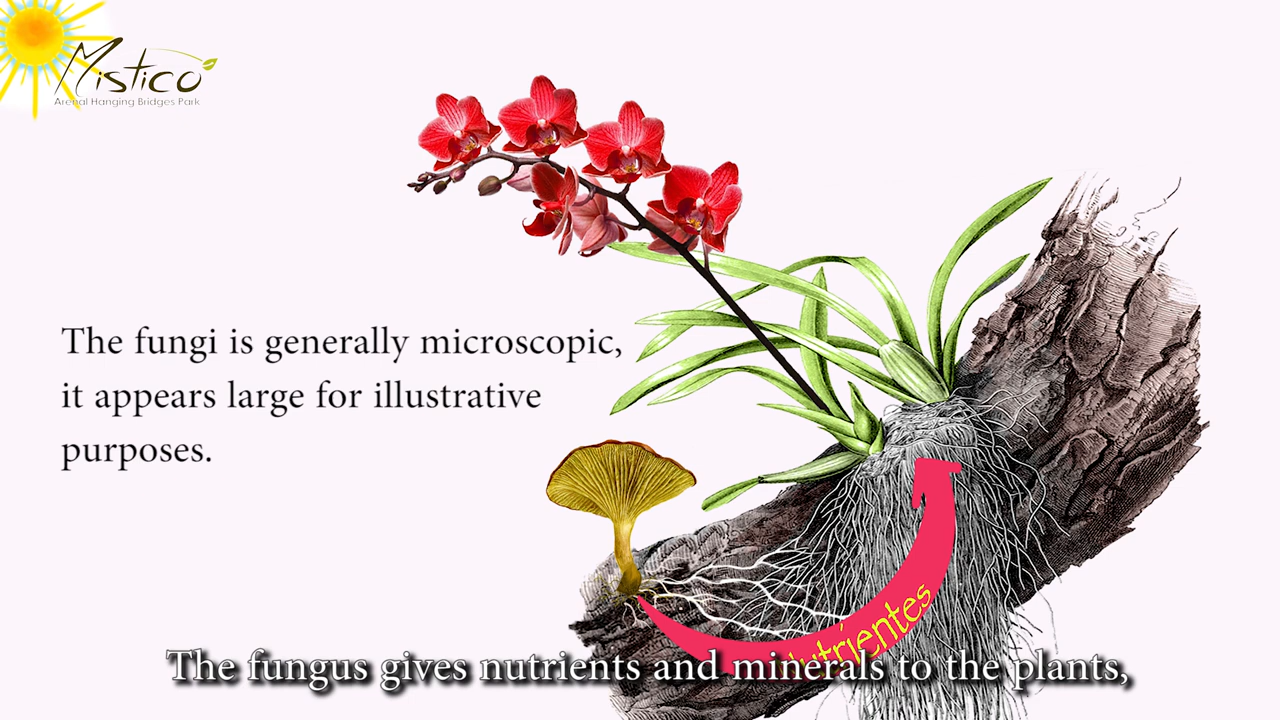 Mistico
Arenal Hanging Bridges Park
The fungi is generally microscopic,
it appears large for illustrative
purposes.
Nutrientes
The fungus gives nutrients and minerals to the plants,